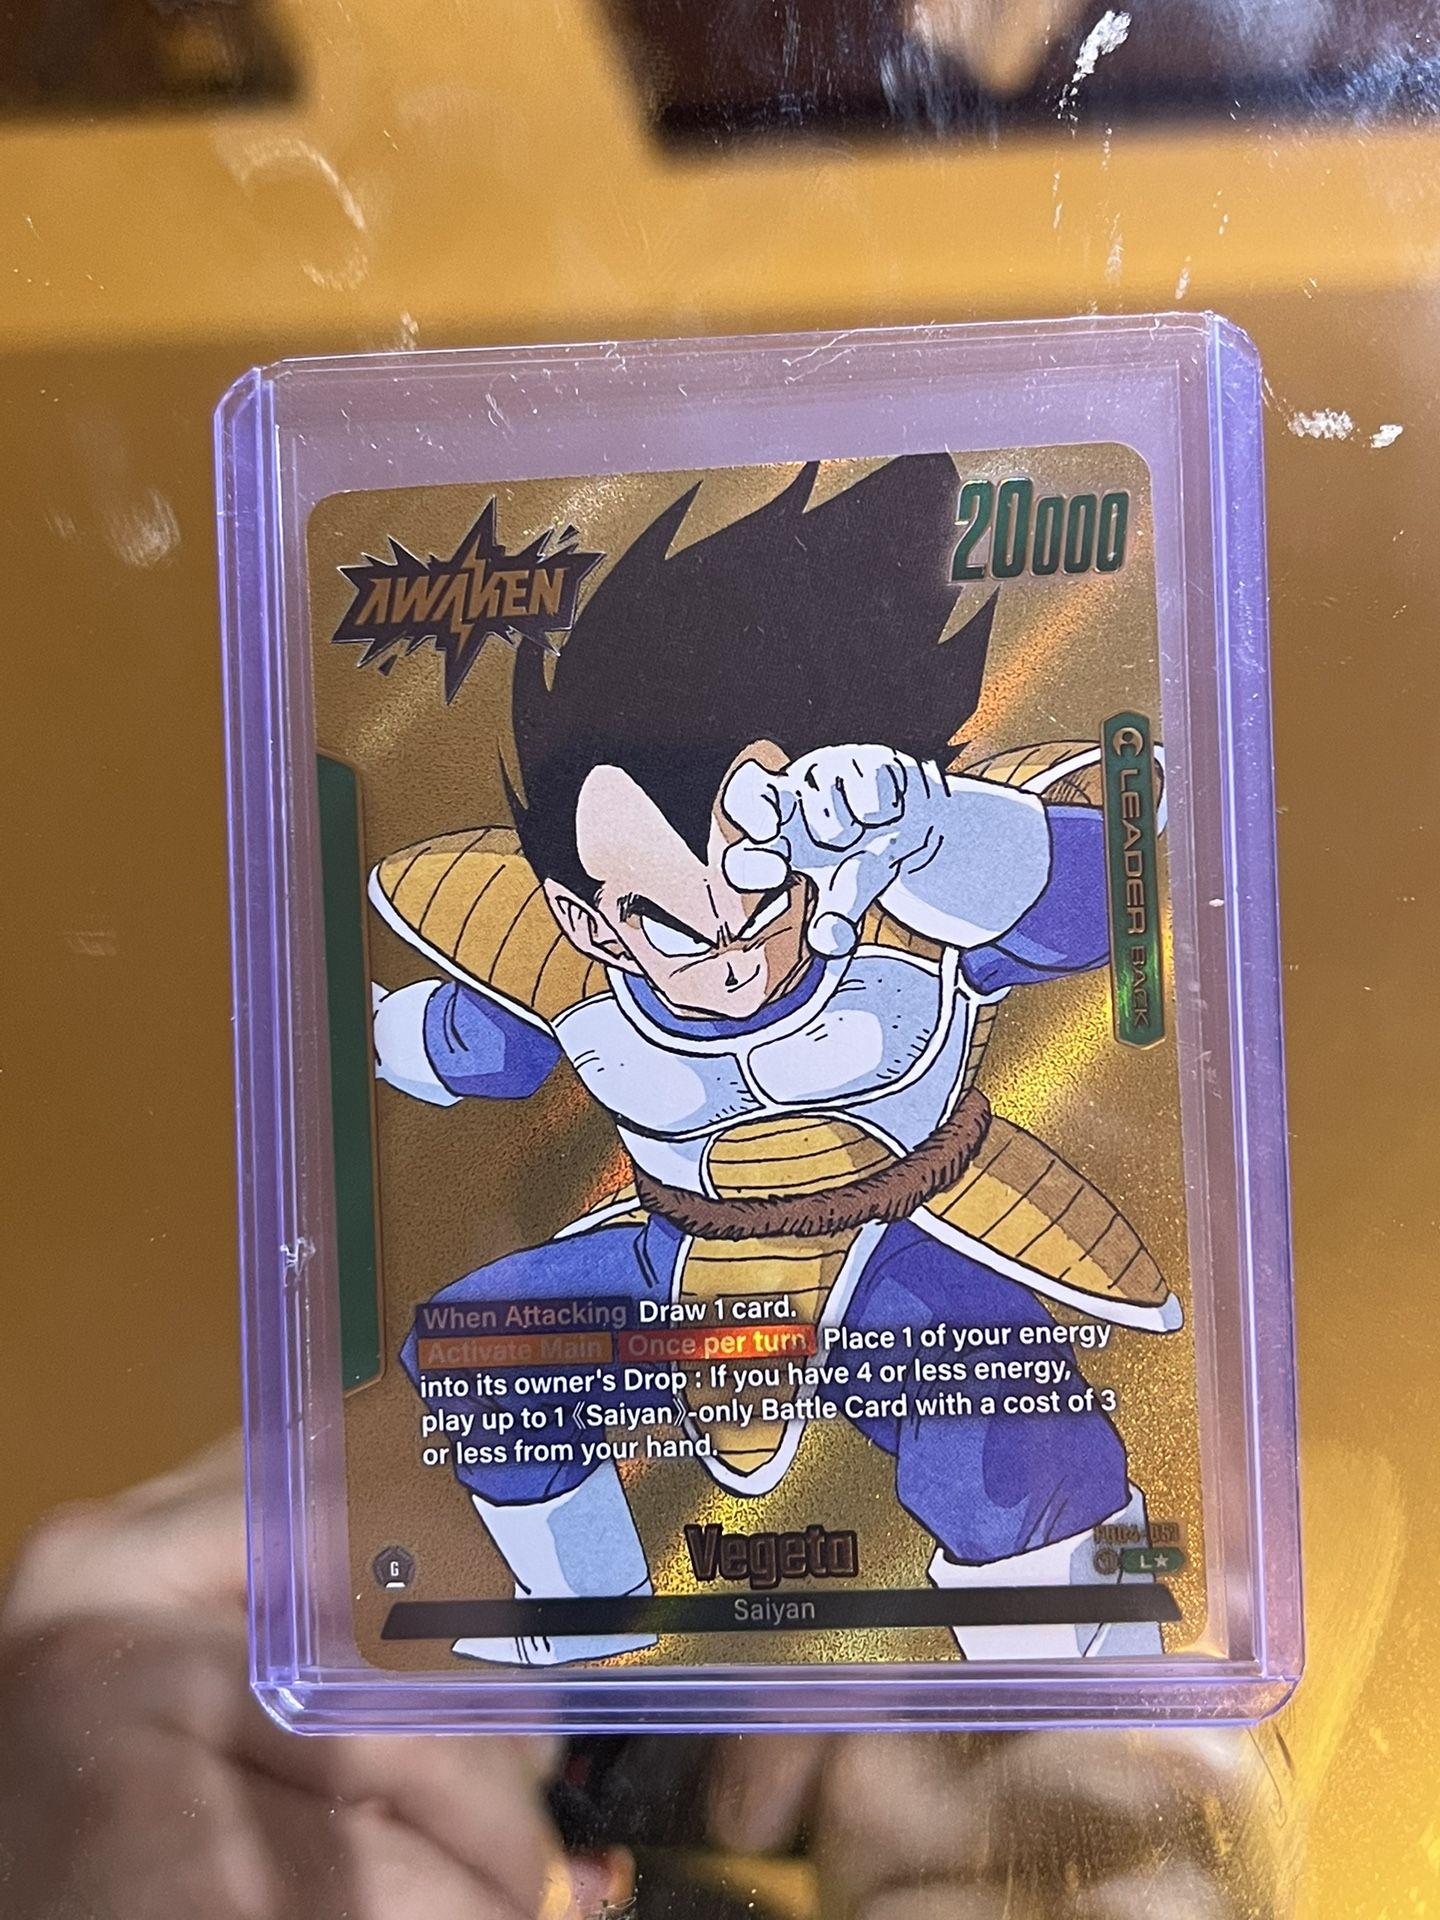 AWAKEN
20000
LEADER BACK
When Attacking Draw 1 card.
Activate Main Once per turn Place 1 of your energy
into its owner's Drop : If you have 4 or less energy,
play up to 1 《Saiyan》-only Battle Card with a cost of 3
or less from your hand.
Vegeta
G
L★
Saiyan